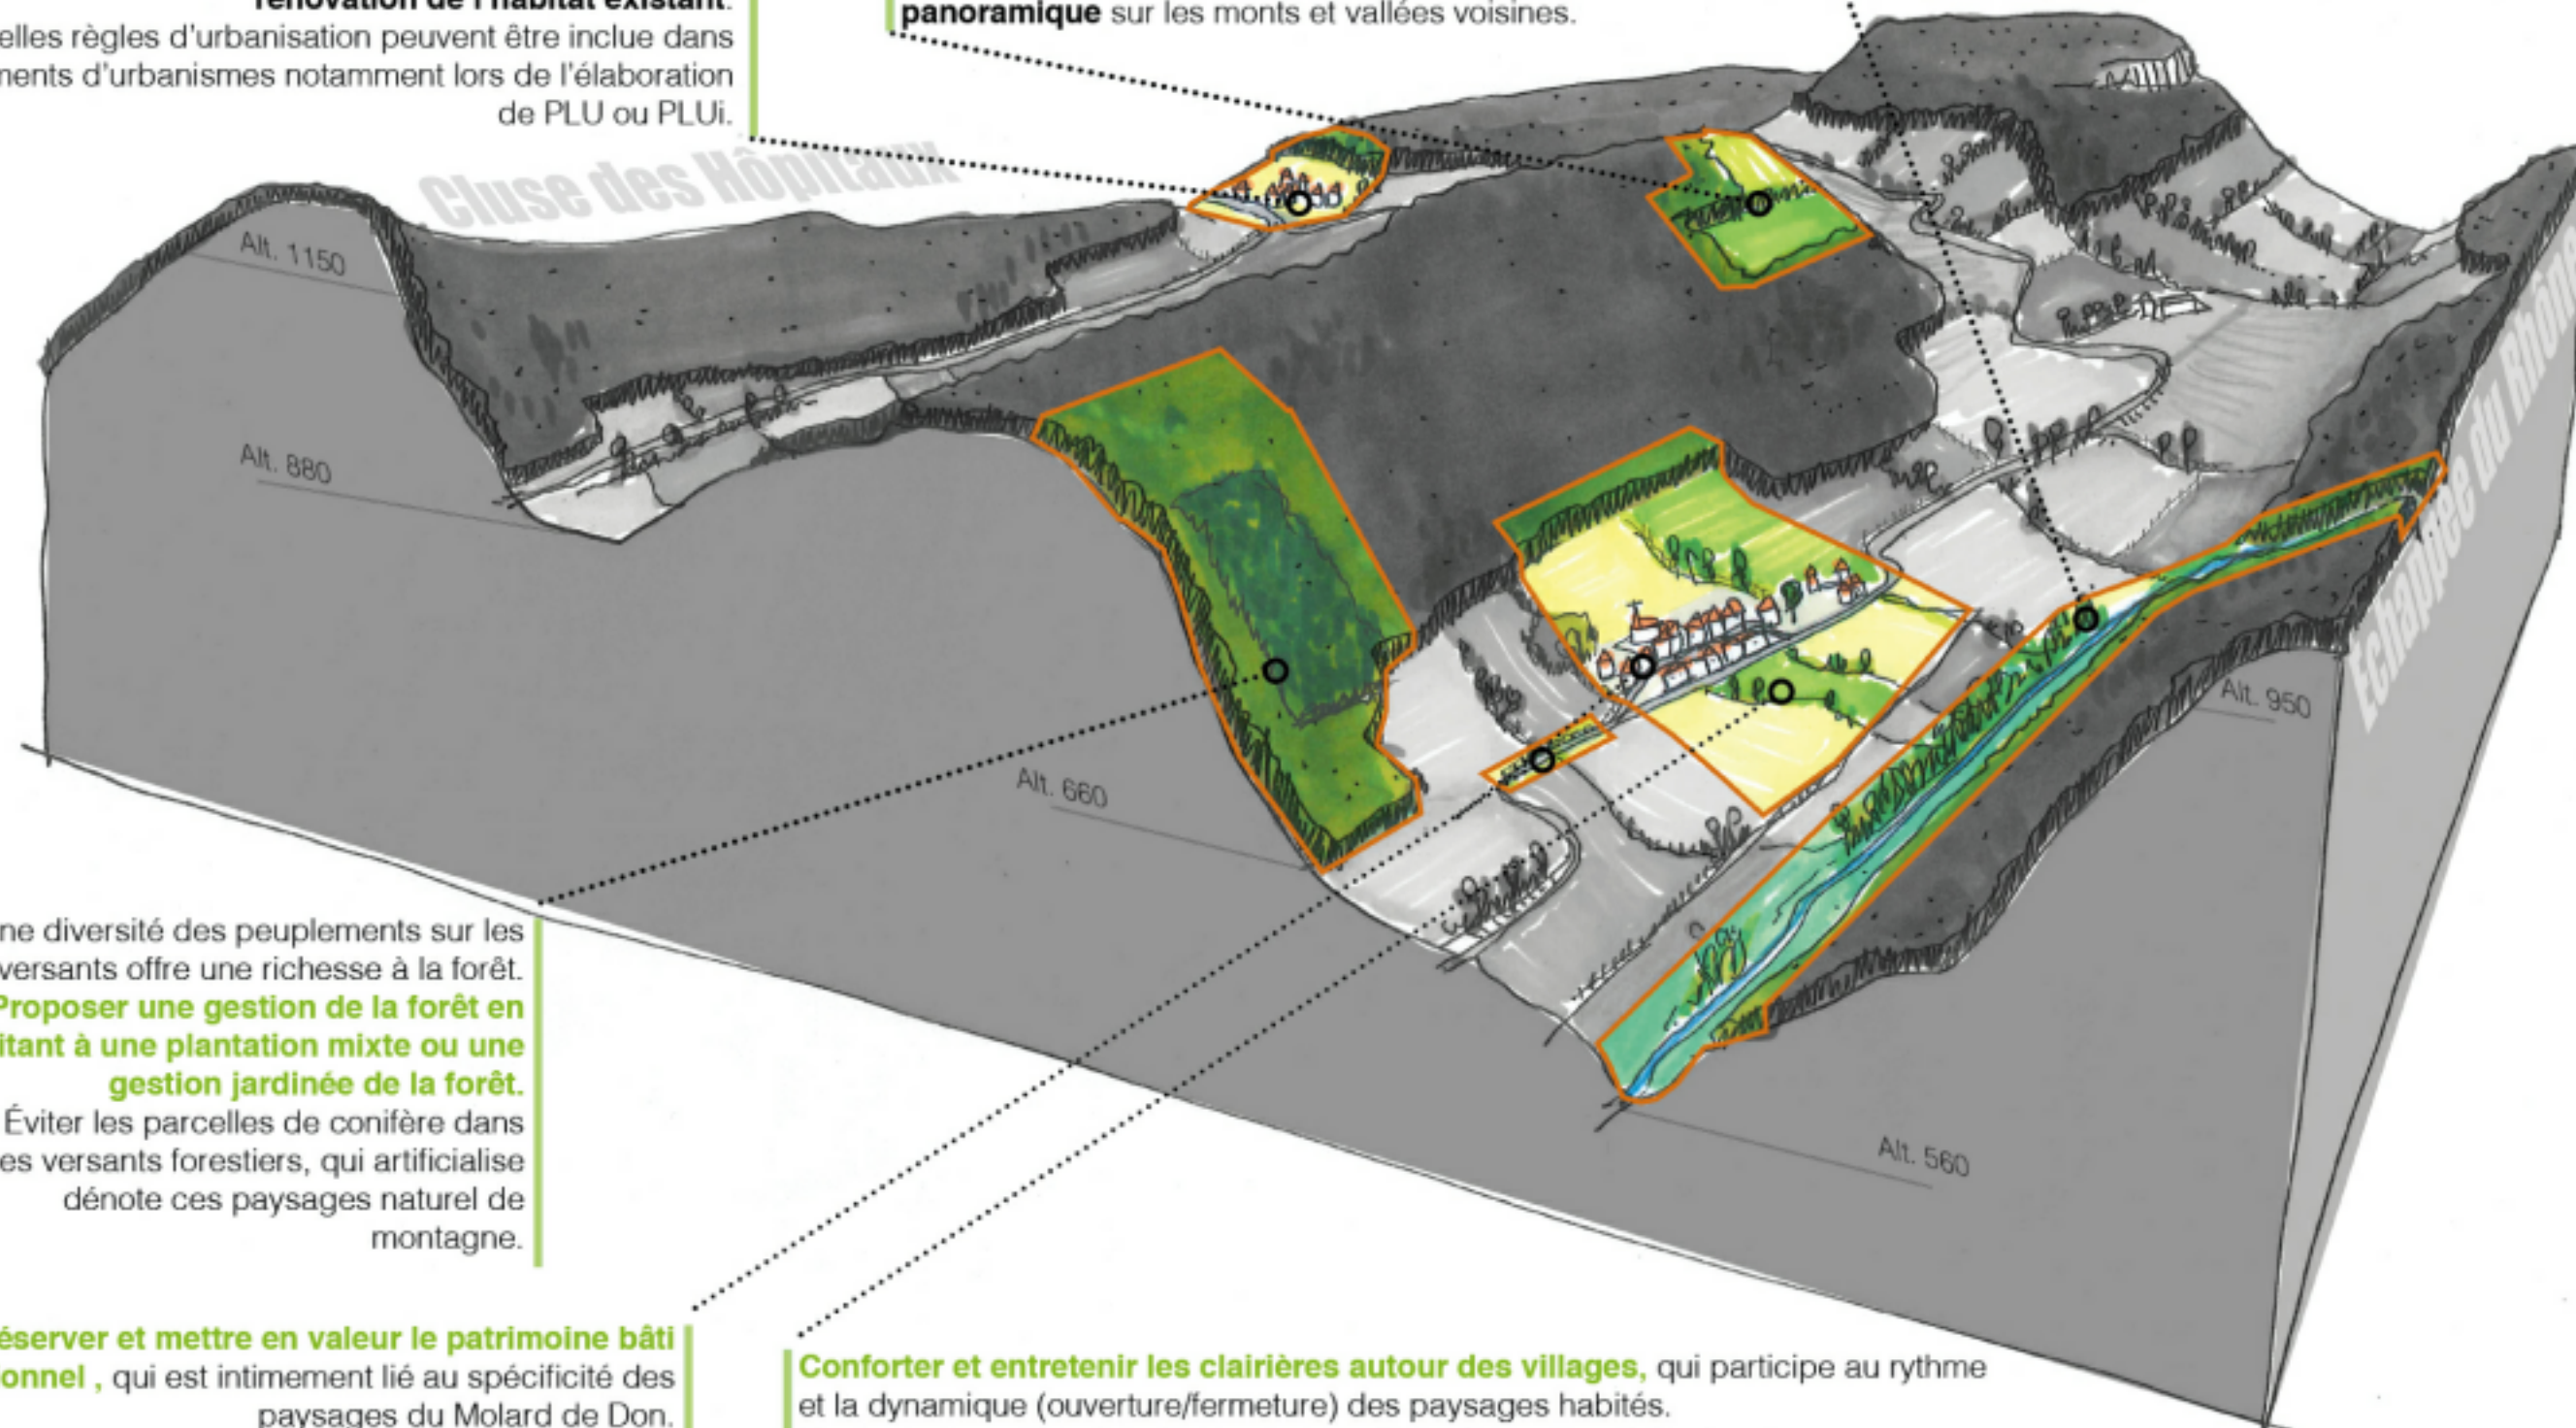 rénovation de l'habitat existant.
elles règles d'urbanisation peuvent être inclue dans
ments d'urbanismes notamment lors de l'élaboration
de PLU ou PLUi.
panoramique sur les monts et vallées voisines.
Cluse des Hôpitaux
Alt. 1150
Alt. 880
Alt. 660
Alt. 950
Alt. 560
Échappée du Rhône
ne diversité des peuplements sur les
versants offre une richesse à la forêt.
Proposer une gestion de la forêt en
itant à une plantation mixte ou une
gestion jardinée de la forêt.
Éviter les parcelles de conifère dans
es versants forestiers, qui artificialise
dénote ces paysages naturel de
montagne.
éserver et mettre en valeur le patrimoine bâti
onnel , qui est intimement lié au spécificité des
paysages du Molard de Don.
Conforter et entretenir les clairières autour des villages, qui participe au rythme
et la dynamique (ouverture/fermeture) des paysages habités.